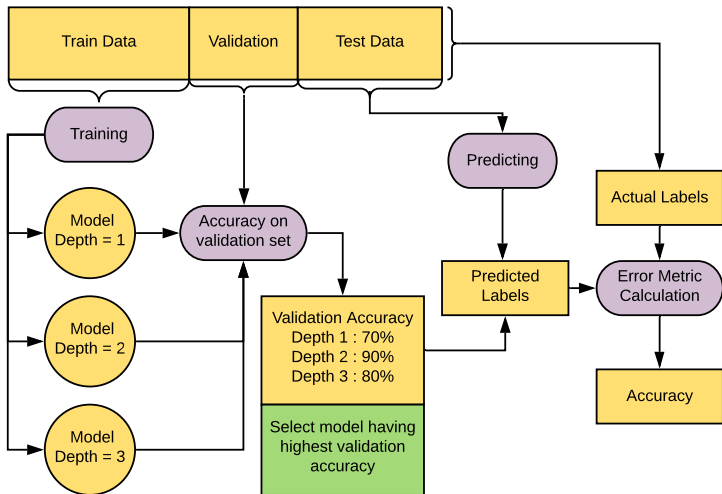 Train Data
Validation
Test Data
Training
Predicting
Model
Depth = 1
Accuracy on
validation set
Actual Labels
Predicted
Labels
Error Metric
Calculation
Model
Depth = 2
Validation Accuracy
Depth 1 : 70%
Depth 2 : 90%
Depth 3 : 80%
Accuracy
Select model having
highest validation
accuracy
Model
Depth = 3